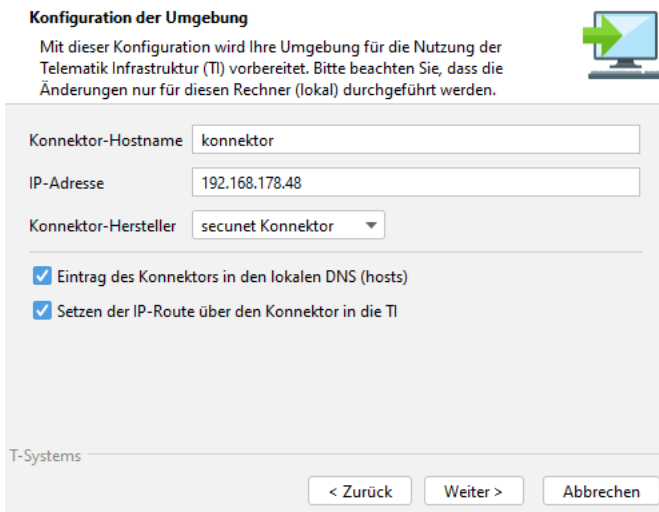 Konfiguration der Umgebung
Mit dieser Konfiguration wird Ihre Umgebung für die Nutzung der
Telematik Infrastruktur (TI) vorbereitet. Bitte beachten Sie, dass die
Änderungen nur für diesen Rechner (lokal) durchgeführt werden.
Konnektor-Hostname konnektor
IP-Adresse 192.168.178.48
Konnektor-Hersteller secunet Konnektor
Eintrag des Konnektors in den lokalen DNS (hosts)
Setzen der IP-Route über den Konnektor in die TI
T-Systems
< Zurück Weiter > Abbrechen